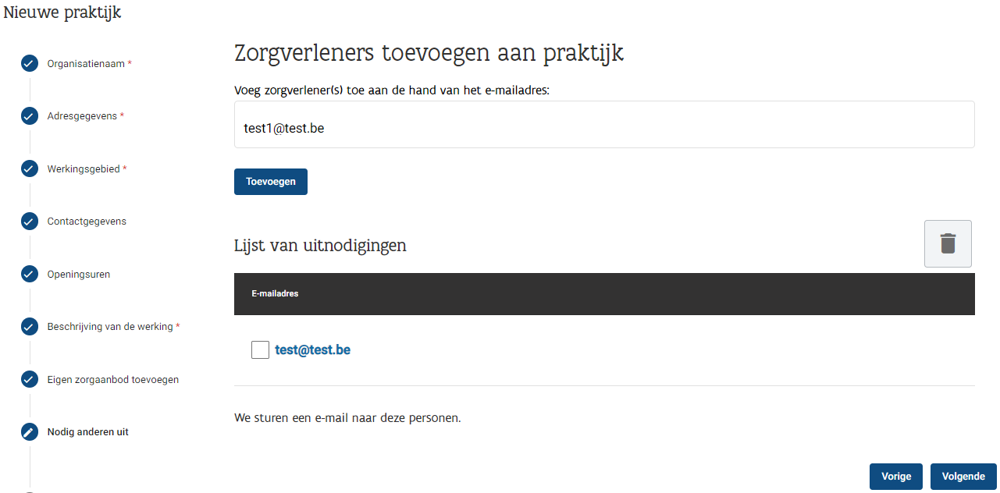 Nieuwe praktijk
Organisatienaam *
Adresgegevens *
Werkingsgebied *
Contactgegevens
Openingsuren
Beschrijving van de werking *
Eigen zorgaanbod toevoegen
Nodig anderen uit
Zorgverleners toevoegen aan praktijk
Voeg zorgverlener(s) toe aan de hand van het e-mailadres:
test1@test.be
Toevoegen
Lijst van uitnodigingen
E-mailadres
test@test.be
We sturen een e-mail naar deze personen.
Vorige
Volgende